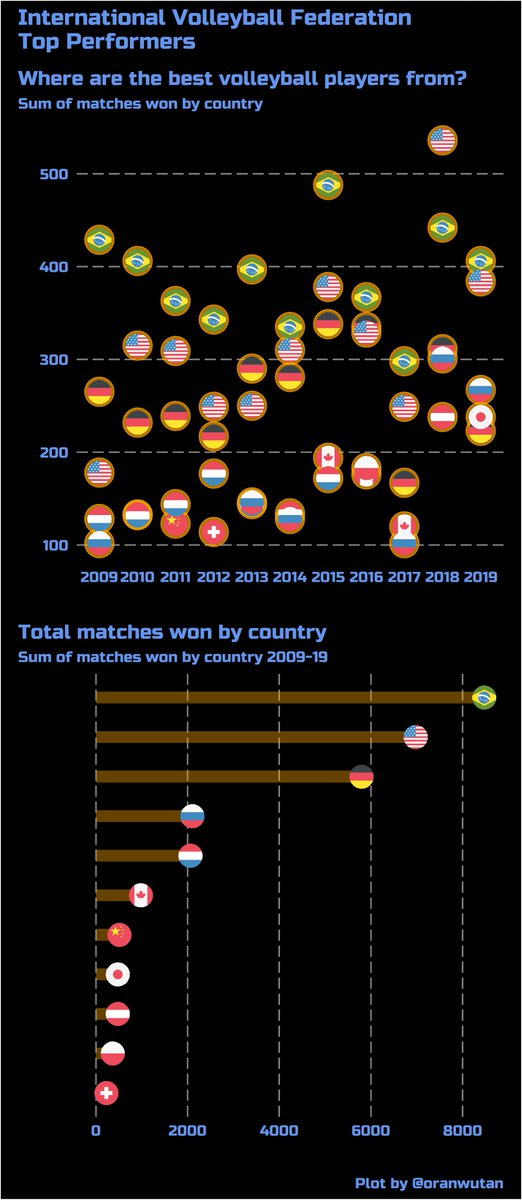 International Volleyball Federation
Top Performers
Where are the best volleyball players from?
Sum of matches won by country
500
400
300
200
100
2009 2010 2011 2012 2013 2014 2015 2016 2017 2018 2019
Total matches won by country
Sum of matches won by country 2009-19
0 2000 4000 6000 8000
Plot by @oranwutan